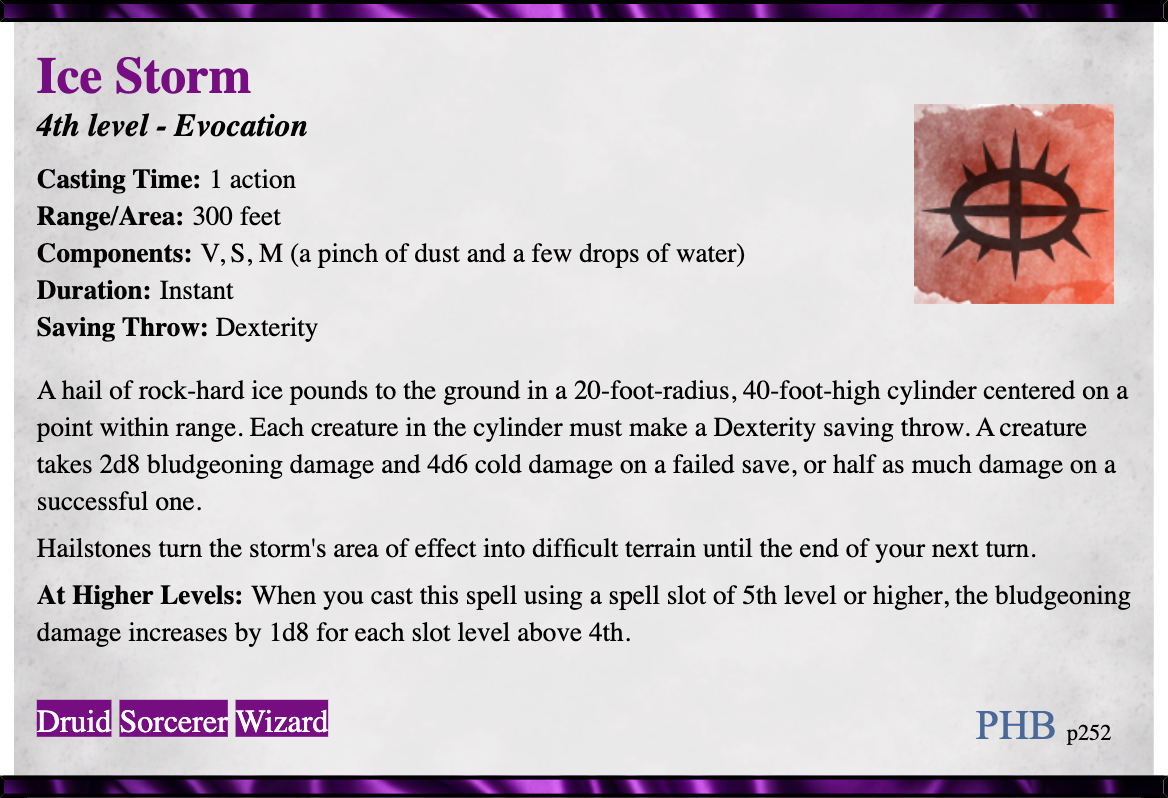 Ice Storm
4th level - Evocation
Casting Time: 1 action
Range/Area: 300 feet
Components: V, S, M (a pinch of dust and a few drops of water)
Duration: Instant
Saving Throw: Dexterity
A hail of rock-hard ice pounds to the ground in a 20-foot-radius, 40-foot-high cylinder centered on a
point within range. Each creature in the cylinder must make a Dexterity saving throw. A creature
takes 2d8 bludgeoning damage and 4d6 cold damage on a failed save, or half as much damage on a
successful one.
Hailstones turn the storm's area of effect into difficult terrain until the end of your next turn.
At Higher Levels: When you cast this spell using a spell slot of 5th level or higher, the bludgeoning
damage increases by 1d8 for each slot level above 4th.
Druid Sorcerer Wizard
PHB p252